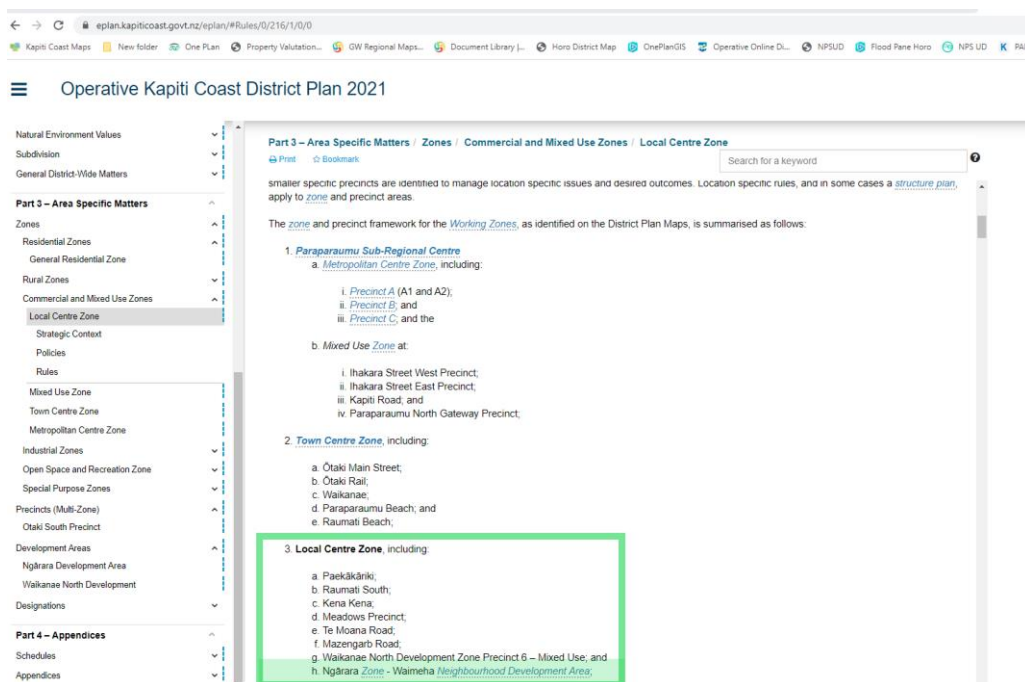 eplan.kapiticoast.govt.nz/eplan/#Rules/0/216/1/0/0
Kapiti Coast Maps New folder One PLan Property Valutation... GW Regional Maps... Document Library |... Horo District Map OnePlanGIS Operative Online Di... NPSUD Flood Pane Horo NPS UD
Operative Kapiti Coast District Plan 2021
Natural Environment Values
Subdivision
General District-Wide Matters
Part 3 – Area Specific Matters
Zones
Residential Zones
General Residential Zone
Rural Zones
Commercial and Mixed Use Zones
Local Centre Zone
Strategic Context
Policies
Rules
Mixed Use Zone
Town Centre Zone
Metropolitan Centre Zone
Industrial Zones
Open Space and Recreation Zone
Special Purpose Zones
Precincts (Multi-Zone)
Otaki South Precinct
Development Areas
Ngārara Development Area
Waikanae North Development
Designations
Part 4 – Appendices
Schedules
Appendices
Part 3 – Area Specific Matters / Zones / Commercial and Mixed Use Zones / Local Centre Zone
Print Bookmark
Search for a keyword
smaller specific precincts are identified to manage location specific issues and desired outcomes. Location specific rules, and in some cases a structure plan,
apply to zone and precinct areas.
The zone and precinct framework for the Working Zones, as identified on the District Plan Maps, is summarised as follows:
1. Paraparaumu Sub-Regional Centre
a. Metropolitan Centre Zone, including:
i. Precinct A (A1 and A2);
ii. Precinct B; and
iii. Precinct C; and the
b. Mixed Use Zone at:
i. Ihakara Street West Precinct;
ii. Ihakara Street East Precinct;
iii. Kapiti Road; and
iv. Paraparaumu North Gateway Precinct;
2. Town Centre Zone, including:
a. Ōtaki Main Street;
b. Ōtaki Rail;
c. Waikanae;
d. Paraparaumu Beach; and
e. Raumati Beach;
3. Local Centre Zone, including:
a. Paekākāriki;
b. Raumati South;
c. Kena Kena;
d. Meadows Precinct;
e. Te Moana Road;
f. Mazengarb Road;
g. Waikanae North Development Zone Precinct 6 – Mixed Use; and
h. Ngārara Zone - Waimeha Neighbourhood Development Area;